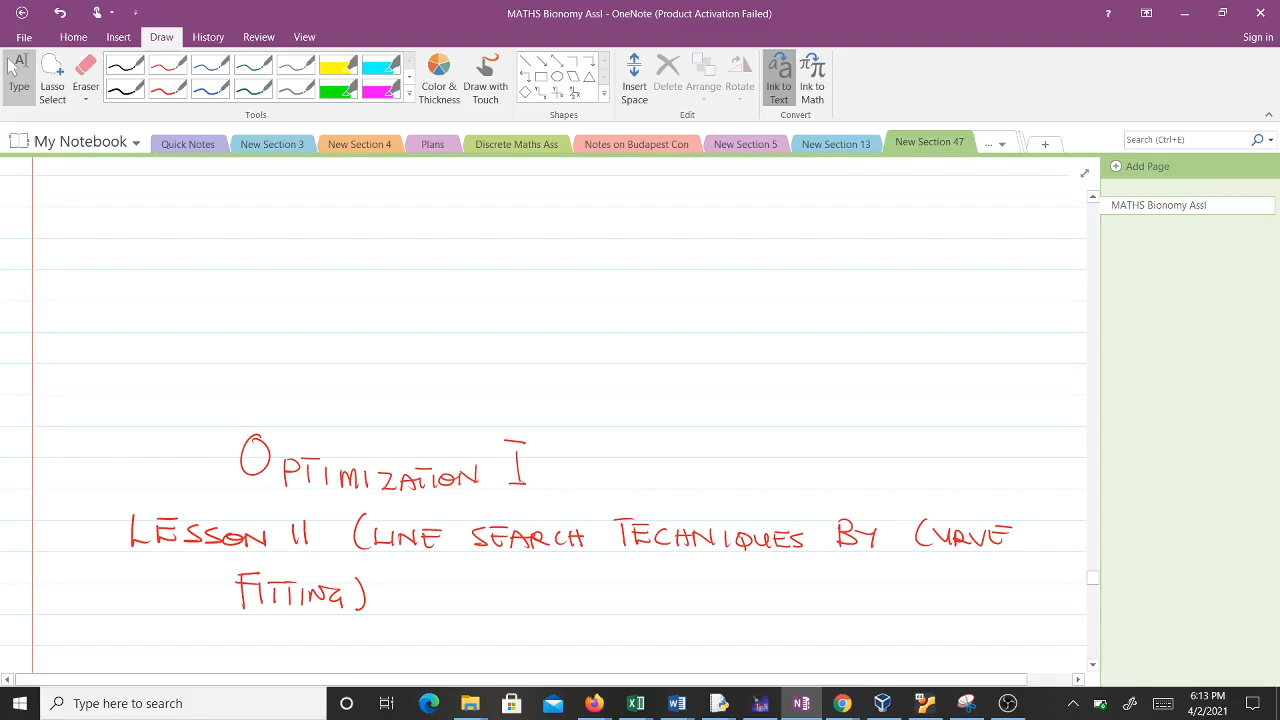 MATHS Bionomy Assl - OneNote (Product Activation Failed)
File Home Insert Draw History Review View
Sign in
Type
Lasso Select
Eraser
Color & Thickness
Draw with Touch
Insert Space
Delete
Arrange
Rotate
Ink to Text
Ink to Math
Tools
Shapes
Edit
Convert
My Notebook
Quick Notes
New Section 3
New Section 4
Plans
Discrete Maths Ass
Notes on Budapest Con
New Section 5
New Section 13
New Section 47
...
Search (Ctrl+E)
Add Page
MATHS Bionomy Assl
OPTIMIZATION I
LESSON 11 (LINE SEARCH TECHNIQUES BY CURVE
FITTING)
Type here to search
6:13 PM
4/2/2021